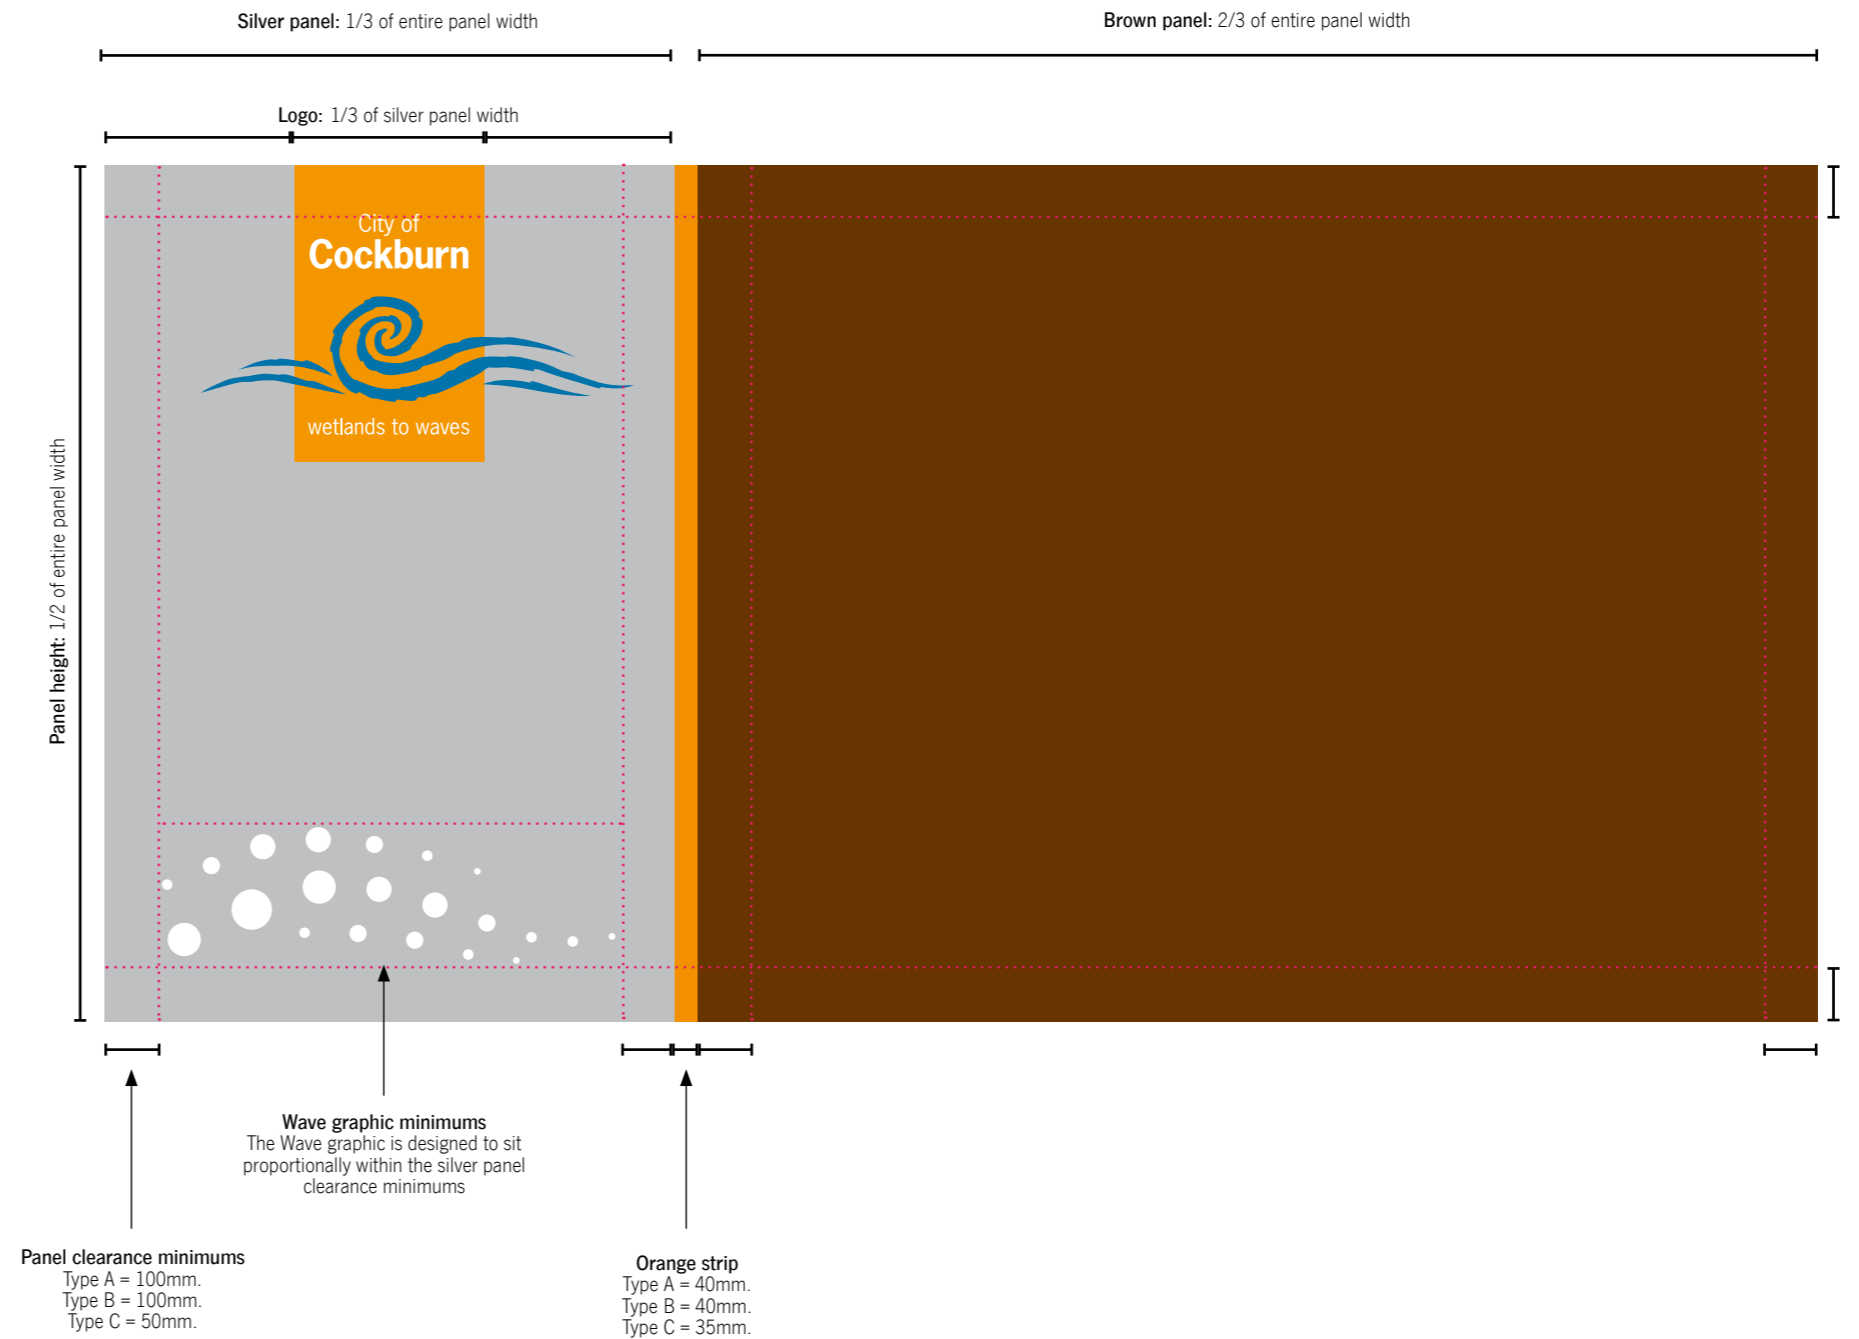 Silver panel: 1/3 of entire panel width
Brown panel: 2/3 of entire panel width
Logo: 1/3 of silver panel width
City of
Cockburn
wetlands to waves
Panel height: 1/2 of entire panel width
Wave graphic minimums
The Wave graphic is designed to sit
proportionally within the silver panel
clearance minimums
Panel clearance minimums
Type A = 100mm.
Type B = 100mm.
Type C = 50mm.
Orange strip
Type A = 40mm.
Type B = 40mm.
Type C = 35mm.